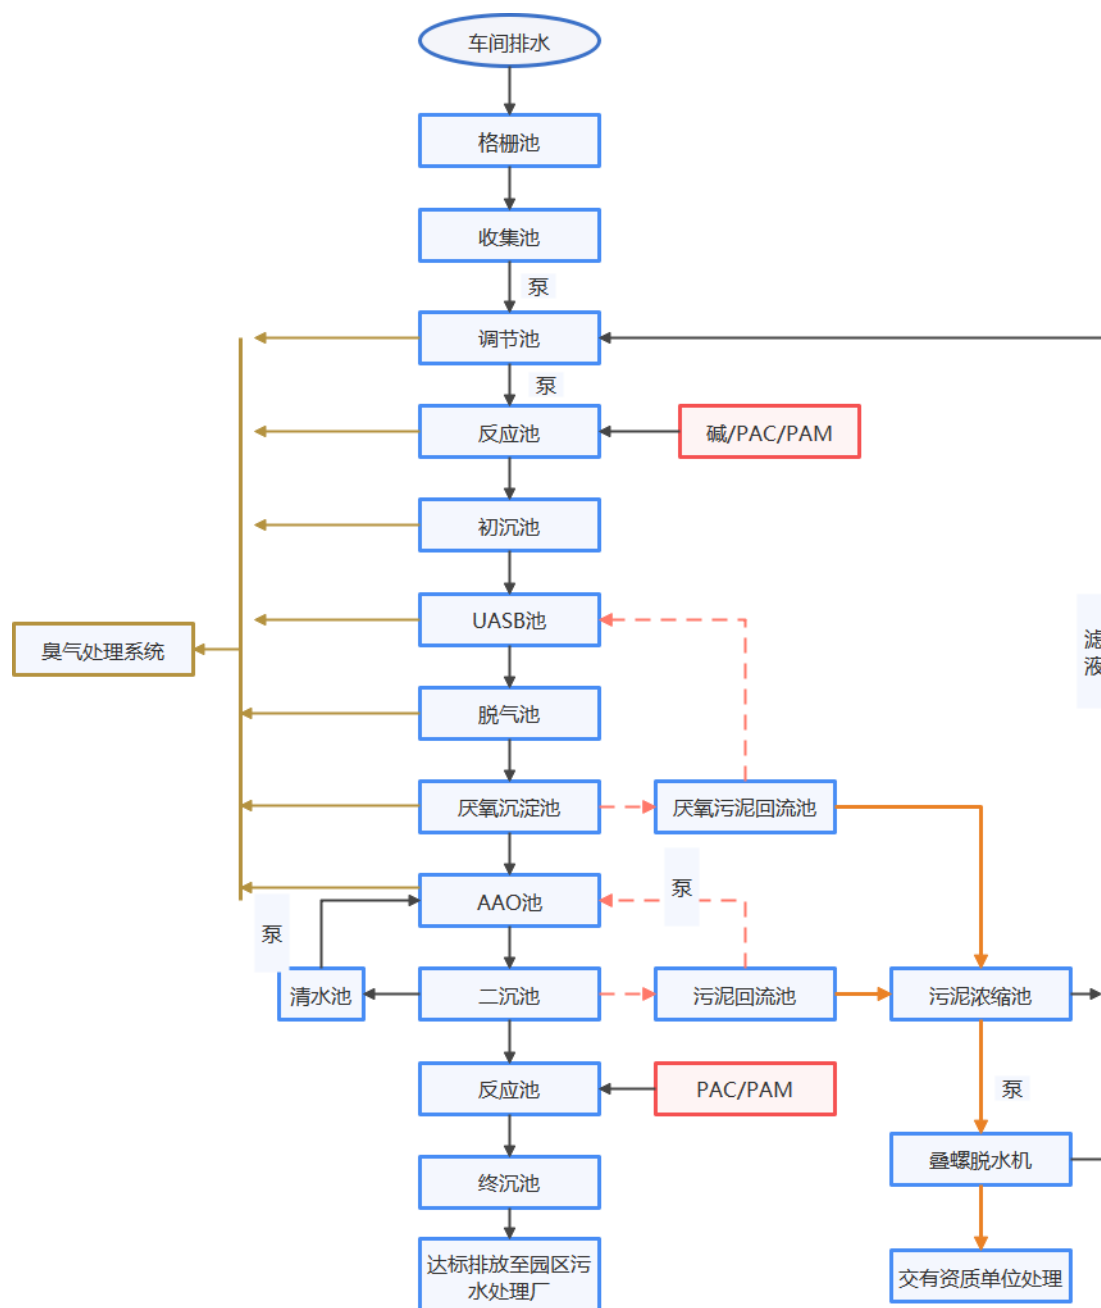 车间排水
格栅池
收集池
泵
调节池
泵
反应池
碱/PAC/PAM
初沉池
UASB池
臭气处理系统
滤
液
脱气池
厌氧沉淀池
厌氧污泥回流池
AAO池
泵
泵
清水池
二沉池
污泥回流池
污泥浓缩池
反应池
PAC/PAM
泵
终沉池
叠螺脱水机
达标排放至园区污
水处理厂
交有资质单位处理